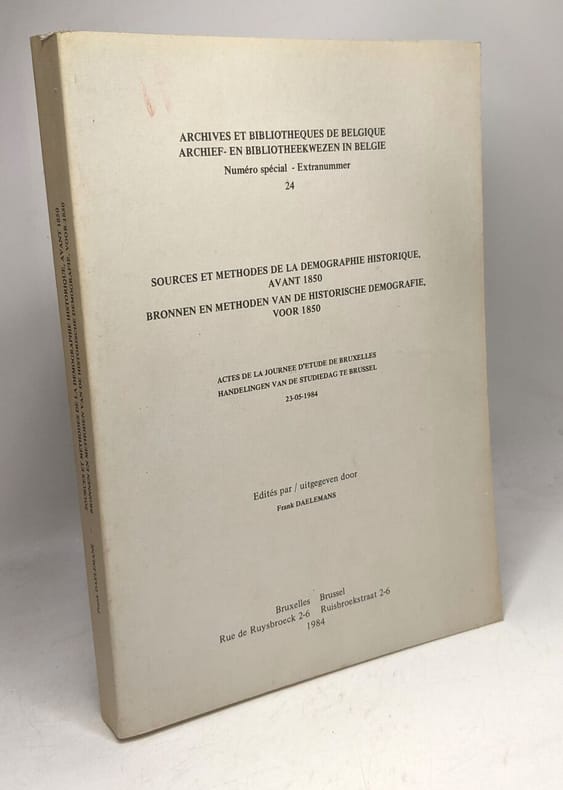 ARCHIVES ET BIBLIOTHEQUES DE BELGIQUE
ARCHIEF- EN BIBLIOTHEEKWEZEN IN BELGIE
Numéro spécial - Extranummer
24
SOURCES ET METHODES DE LA DEMOGRAPHIE HISTORIQUE,
AVANT 1850
BRONNEN EN METHODEN VAN DE HISTORISCHE DEMOGRAFIE,
VOOR 1850
ACTES DE LA JOURNEE D'ETUDE DE BRUXELLES
HANDELINGEN VAN DE STUDIEDAG TE BRUSSEL
23-05-1984
Edités par / uitgegeven door
Frank DAELEMANS
Bruxelles Brussel
Rue de Ruysbroeck 2-6 Ruisbroekstraat 2-6
1984
Frank DAELEMANS - SOURCES ET METHODES DE LA DEMOGRAPHIE HISTORIQUE, AVANT 1850
BRONNEN EN METHODEN VAN DE HISTORISCHE DEMOGRAFIE, VOOR 1850